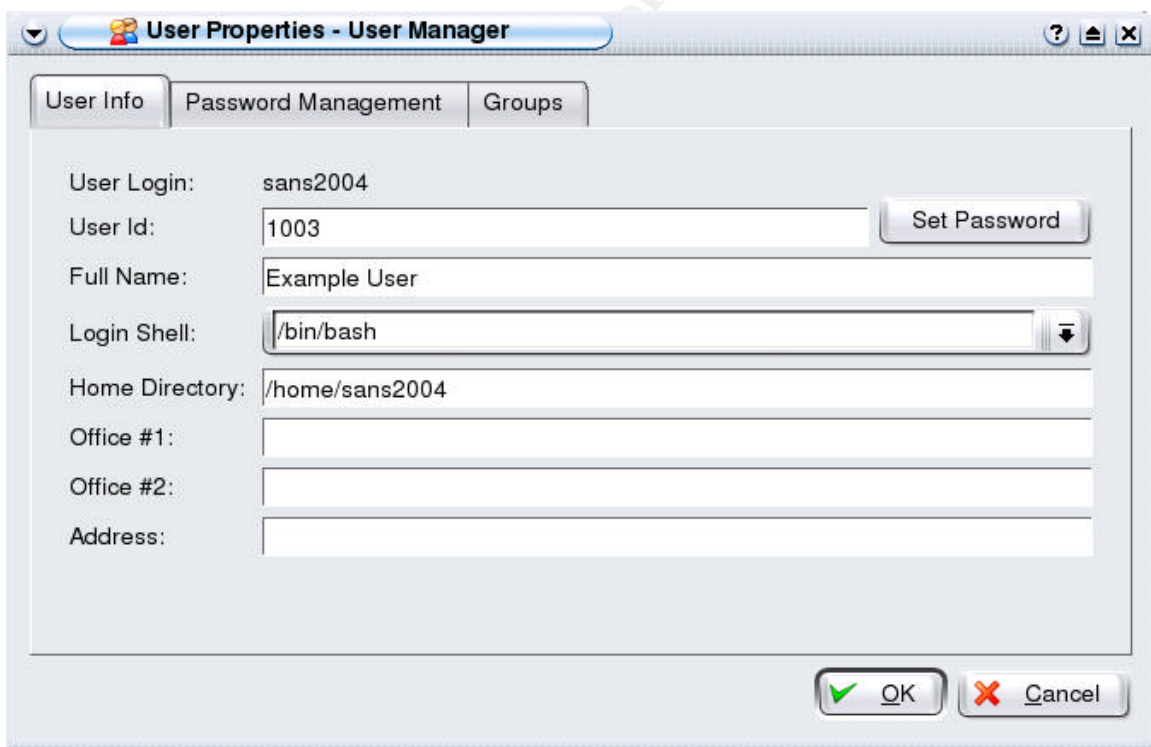 User Properties - User Manager
User Info Password Management Groups
User Login: sans2004
User Id: 1003 Set Password
Full Name: Example User
Login Shell: /bin/bash
Home Directory: /home/sans2004
Office #1:
Office #2:
Address:
OK Cancel